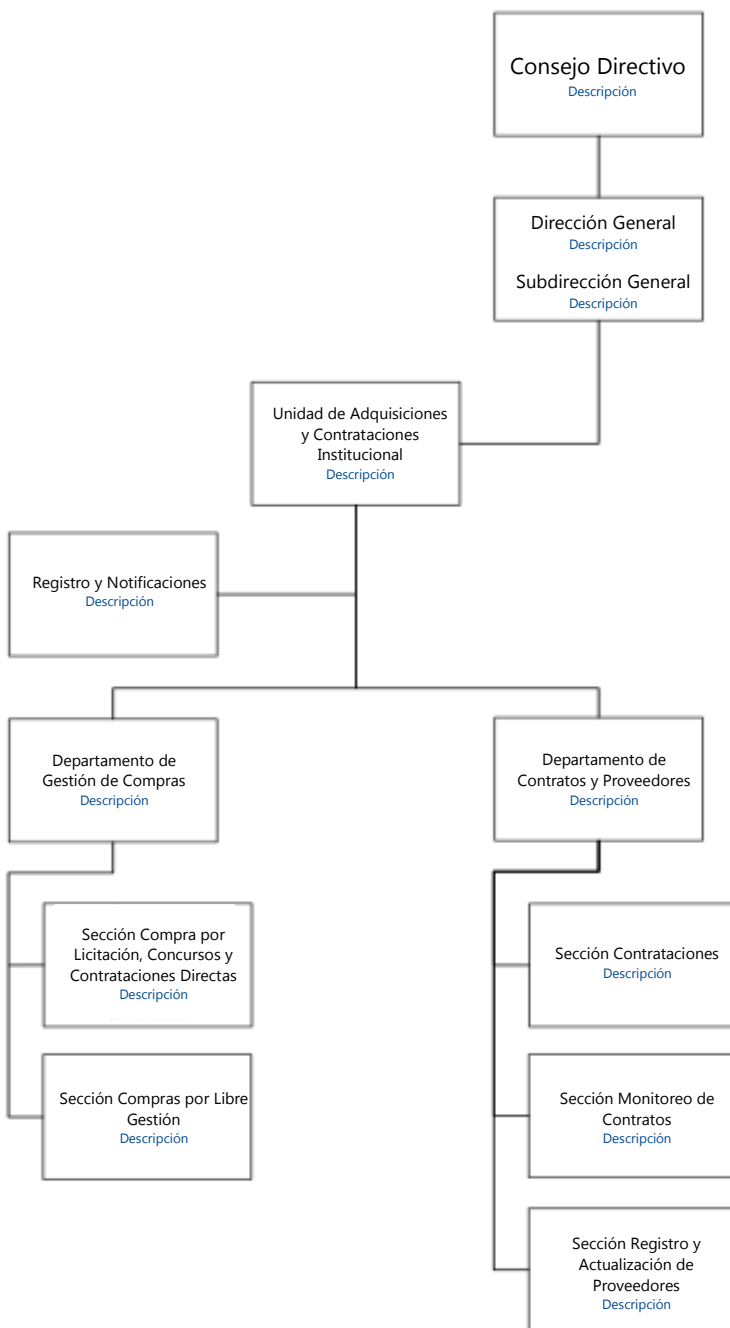 Consejo Directivo
Descripción
Dirección General
Descripción
Subdirección General
Descripción
Unidad de Adquisiciones
y Contrataciones
Institucional
Descripción
Registro y Notificaciones
Descripción
Departamento de
Gestión de Compras
Descripción
Departamento de
Contratos y Proveedores
Descripción
Sección Compra por
Licitación, Concursos y
Contrataciones Directas
Descripción
Sección Compras por Libre
Gestión
Descripción
Sección Contrataciones
Descripción
Sección Monitoreo de
Contratos
Descripción
Sección Registro y
Actualización de
Proveedores
Descripción